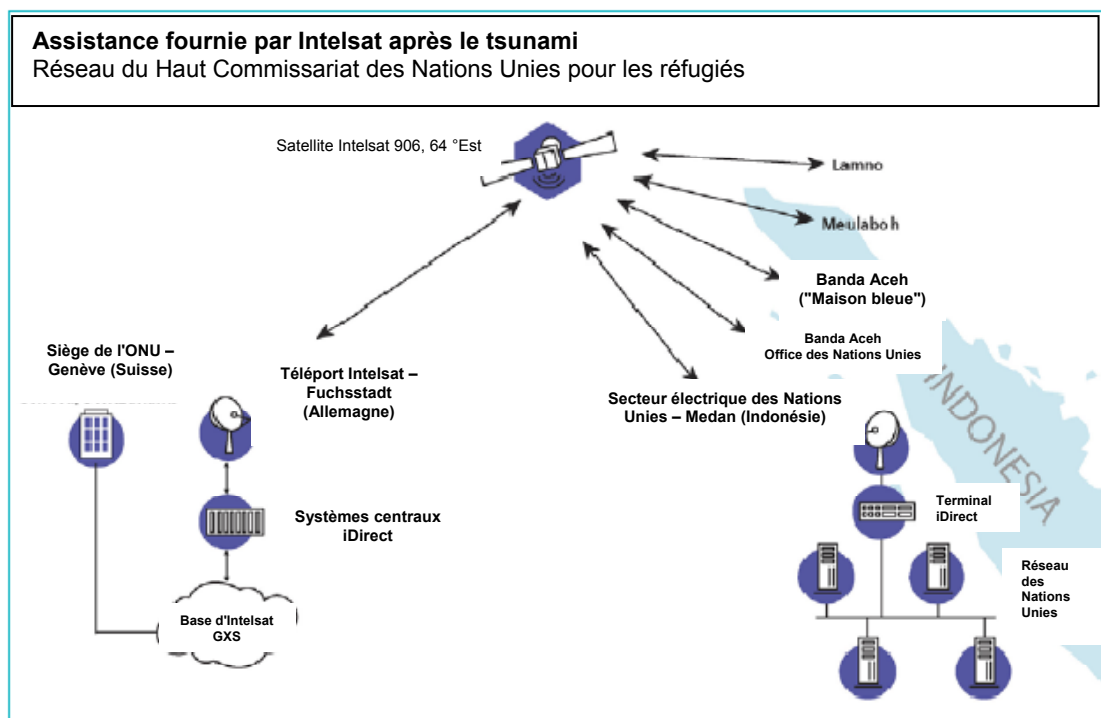 Assistance fournie par Intelsat après le tsunami
Réseau du Haut Commissariat des Nations Unies pour les réfugiés
Satellite Intelsat 906, 64 °Est
Lamno
Meulaboh
Banda Aceh
("Maison bleue")
Banda Aceh
Office des Nations Unies
Siège de l'ONU –
Genève (Suisse)
Téléport Intelsat –
Fuchsstadt
(Allemagne)
Secteur électrique des Nations
Unies – Medan (Indonésie)
INDONESIA
Systèmes centraux
iDirect
Terminal
iDirect
Base d'Intelsat
GXS
Réseau
des
Nations
Unies